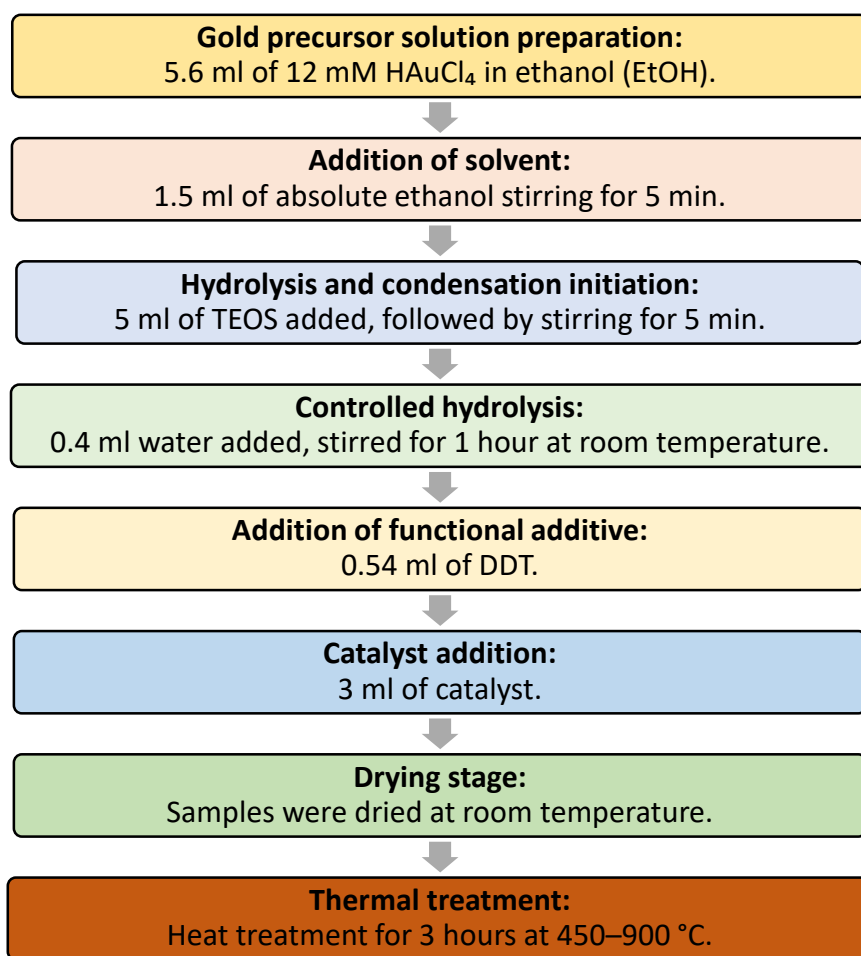 Gold precursor solution preparation:
5.6 ml of 12 mM HAuCl₄ in ethanol (EtOH).
Addition of solvent:
1.5 ml of absolute ethanol stirring for 5 min.
Hydrolysis and condensation initiation:
5 ml of TEOS added, followed by stirring for 5 min.
Controlled hydrolysis:
0.4 ml water added, stirred for 1 hour at room temperature.
Addition of functional additive:
0.54 ml of DDT.
Catalyst addition:
3 ml of catalyst.
Drying stage:
Samples were dried at room temperature.
Thermal treatment:
Heat treatment for 3 hours at 450–900 °C.